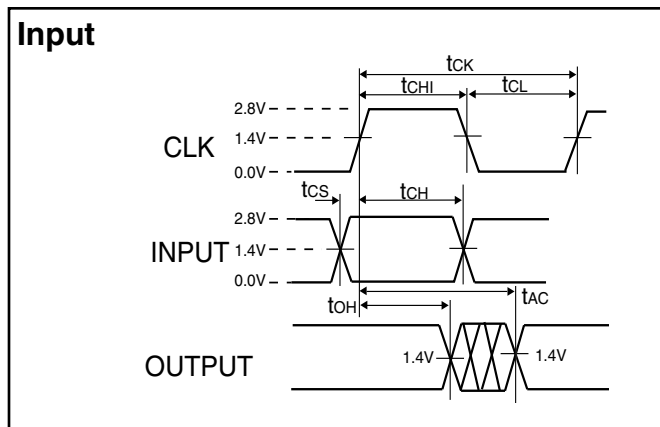 Input
tCK
tCHI tCL
2.8V
CLK 1.4V
0.0V
tCS tCH
2.8V
INPUT 1.4V
0.0V
tOH tAC
OUTPUT 1.4V 1.4V